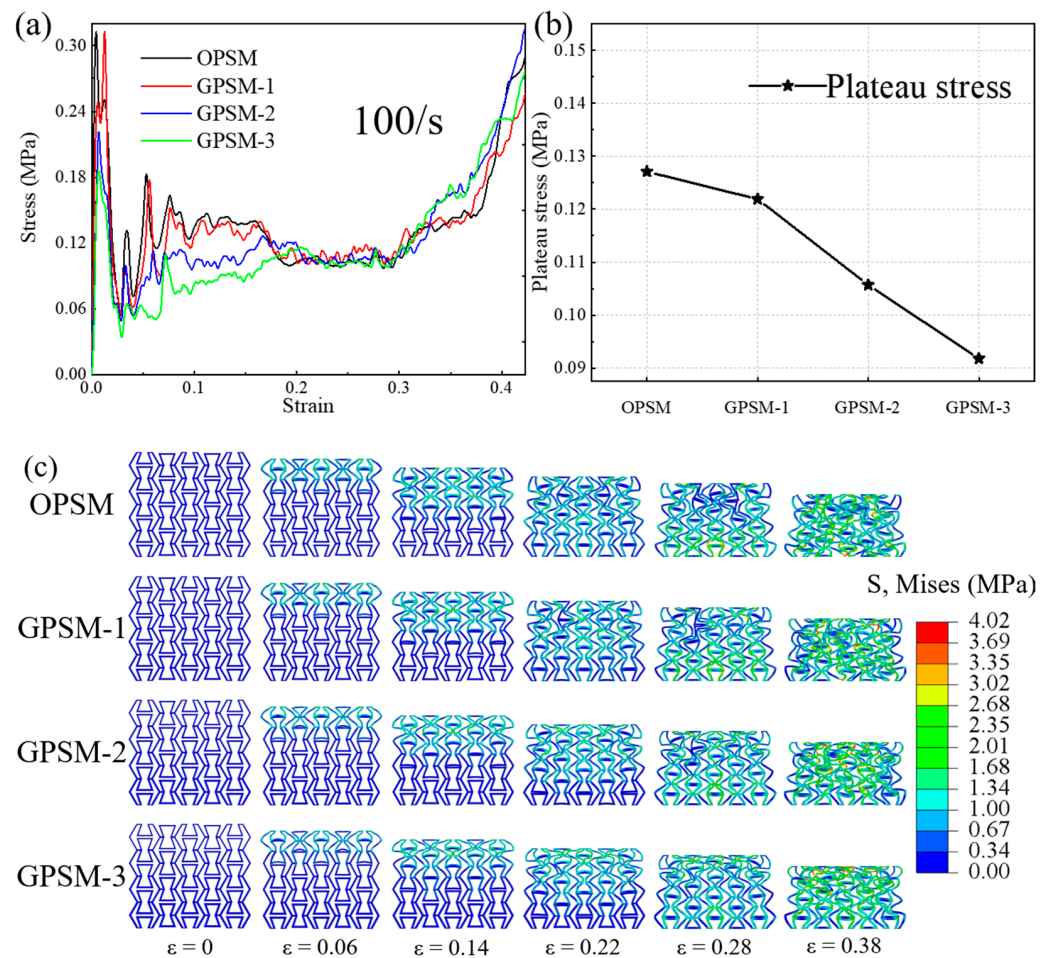 (a)
0.30
0.24
0.18
0.12
0.06
0.00
Stress (MPa)
OPSM
GPSM-1
GPSM-2
GPSM-3
100/s
0.0
0.1
0.2
0.3
0.4
Strain
(b)
0.15
0.14
0.13
0.12
0.11
0.10
0.09
Plateau stress (MPa)
Plateau stress
OPSM
GPSM-1
GPSM-2
GPSM-3
(c)
OPSM
GPSM-1
GPSM-2
GPSM-3
ε = 0
ε = 0.06
ε = 0.14
ε = 0.22
ε = 0.28
ε = 0.38
S, Mises (MPa)
4.02
3.69
3.35
3.02
2.68
2.35
2.01
1.68
1.34
1.00
0.67
0.34
0.00